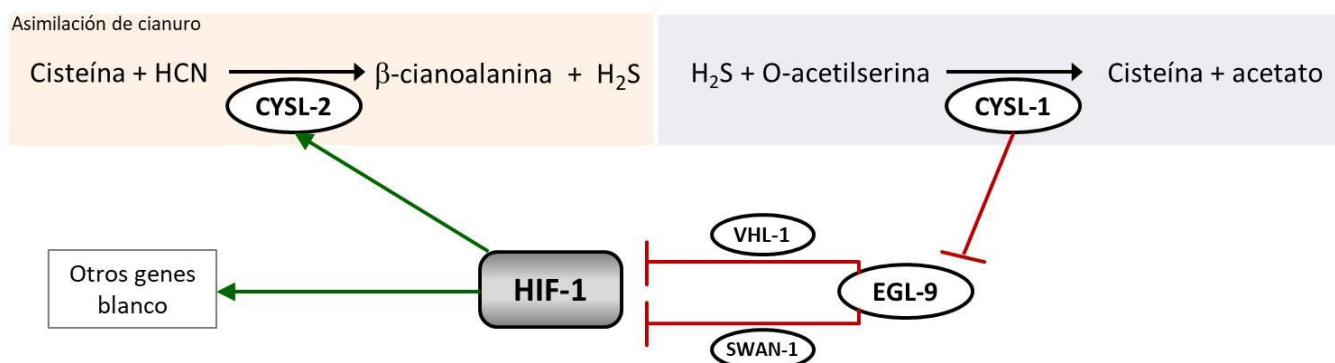 Asimilación de cianuro
Cisteína + HCN
β-cianoalanina + H₂S
H₂S + O-acetilserina
Cisteína + acetato
CYSL-2
CYSL-1
VHL-1
Otros genes
blanco
HIF-1
EGL-9
SWAN-1